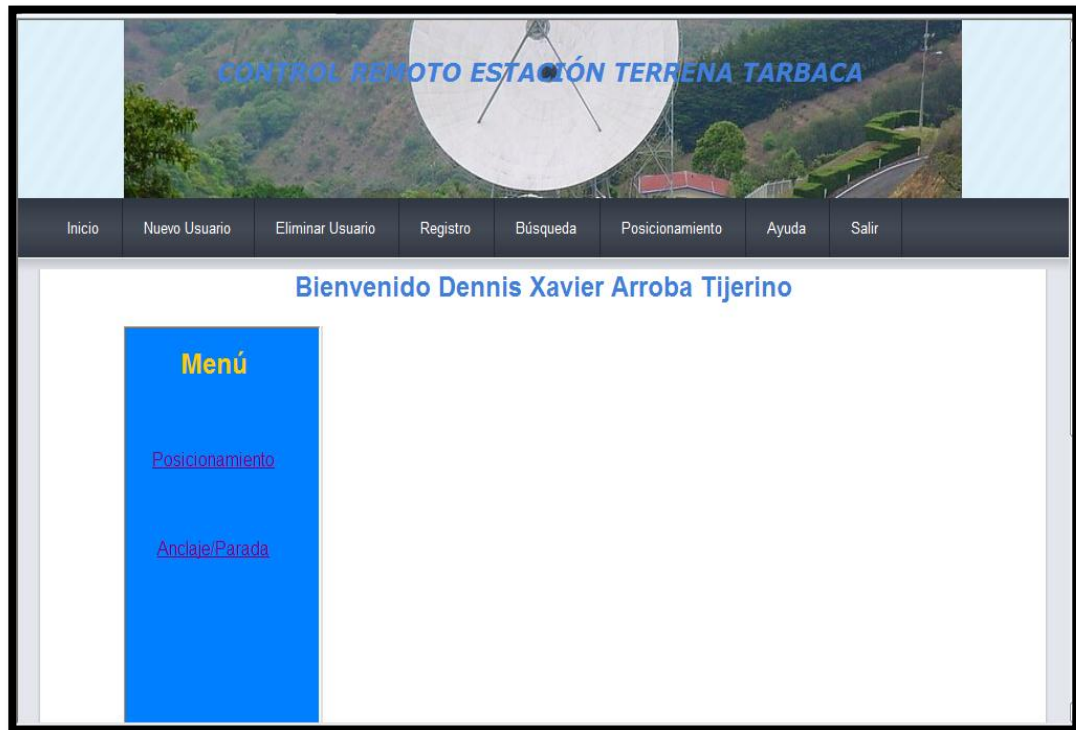 CONTROL REMOTO ESTACIÓN TERRENA TARBACA
Inicio Nuevo Usuario Eliminar Usuario Registro Búsqueda Posicionamiento Ayuda Salir
Bienvenido Dennis Xavier Arroba Tijerino
Menú
Posicionamiento
Anclaje/Parada